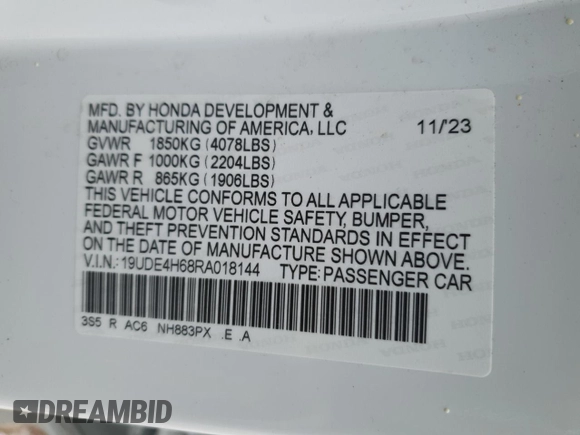 MFD. BY HONDA DEVELOPMENT &
MANUFACTURING OF AMERICA, LLC 11/'23
GVWR 1850KG (4078LBS)
GAWR F 1000KG (2204LBS)
GAWR R 865KG (1906LBS)
THIS VEHICLE CONFORMS TO ALL APPLICABLE
FEDERAL MOTOR VEHICLE SAFETY, BUMPER,
AND THEFT PREVENTION STANDARDS IN EFFECT
ON THE DATE OF MANUFACTURE SHOWN ABOVE.
V.I.N.:19UDE4H68RA018144 TYPE:PASSENGER CAR
3S5 R AC6 NH883PX .E .A
DREAMBID